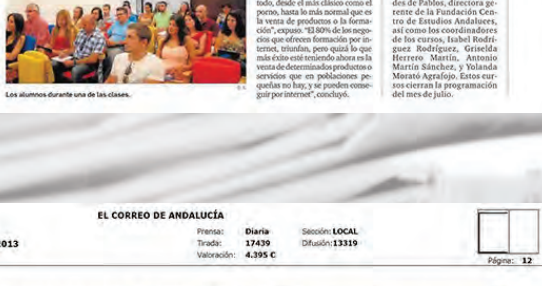 todo, desde el más clásico como el
porno, hasta lo más normal que es
la venta de productos o la forma-
ción", expuso. "El 80% de los nego-
cios que ofrecen formación por in-
ternet, triunfan, pero quizá lo que
más éxito esté teniendo ahora es la
venta de determinados productos o
servicios que en poblaciones pe-
queñas no hay, y se pueden conse-
guir por internet", concluyó.
des de Pablos, directora ge-
rente de la Fundación Cen-
tro de Estudios Andaluces,
así como los coordinadores
de los cursos, Isabel Rodrí-
guez Rodríguez, Griselda
Herrero Martín, Antonio
Martín Sánchez, y Yolanda
Morató Agrafojo. Estos cur-
sos cierran la programación
del mes de julio.
Los alumnos durante una de las clases.
EL CORREO DE ANDALUCÍA
013
Prensa: Diaria
Tirada: 17439
Valoración: 4.395 €
Sección: LOCAL
Difusión: 13319
Página: 12